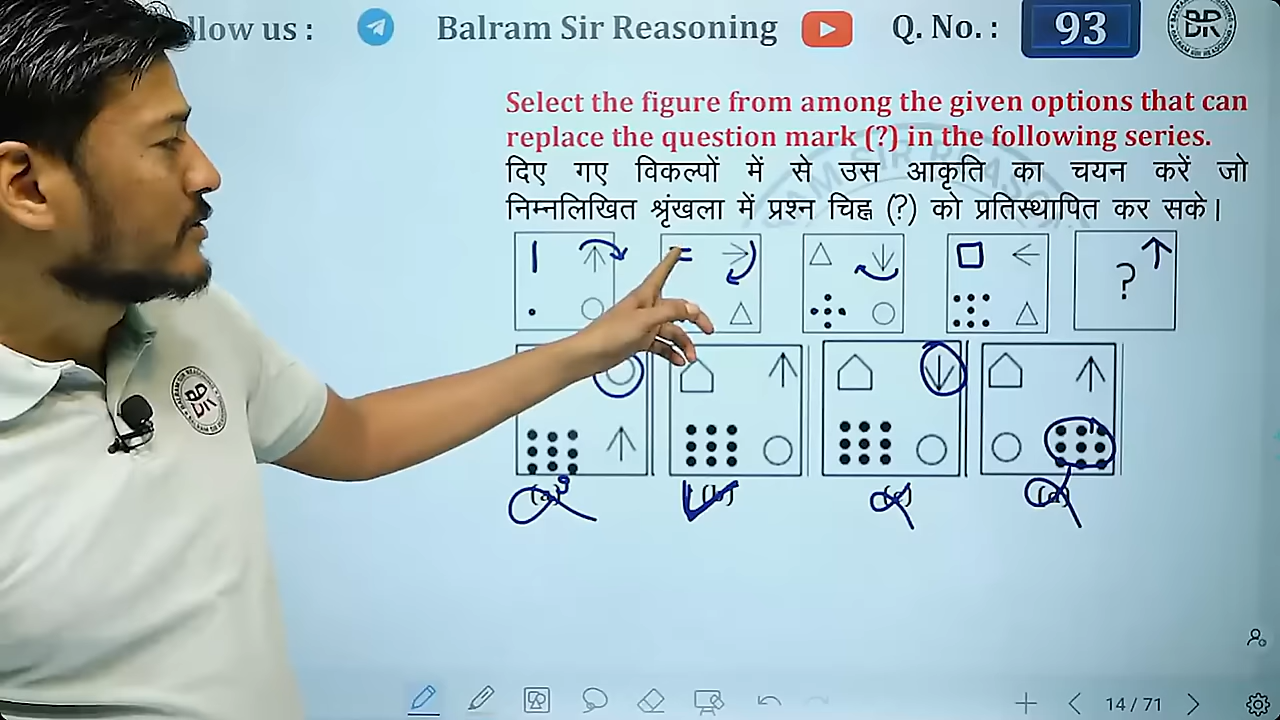 llow us :
Balram Sir Reasoning
Q. No. :
93
BR
Select the figure from among the given options that can
replace the question mark (?) in the following series.
दिए गए विकल्पों में से उस आकृति का चयन करें जो
निम्नलिखित श्रृंखला में प्रश्न चिह्न (?) को प्रतिस्थापित कर सके।
?
(b)
(d)
14 / 71